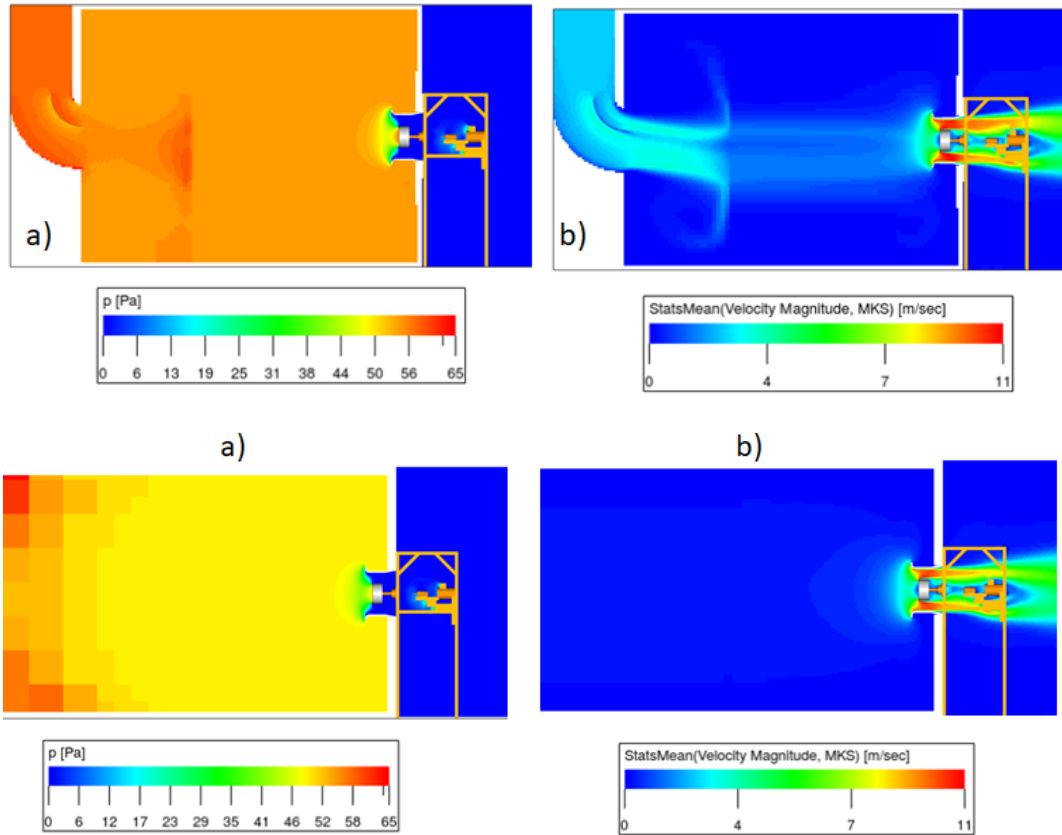 a)
b)
p [Pa]
0 6 13 19 25 31 38 44 50 56 65
StatsMean(Velocity Magnitude, MKS) [m/sec]
0 4 7 11
a)
b)
p [Pa]
0 6 12 17 23 29 35 41 46 52 58 65
StatsMean(Velocity Magnitude, MKS) [m/sec]
0 4 7 11